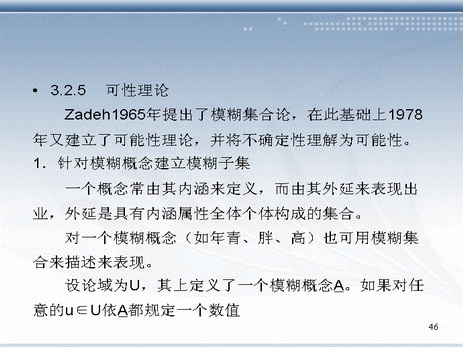 • 3.2.5 可性理论
Zadeh1965年提出了模糊集合论，在此基础上1978
年又建立了可能性理论，并将不确定性理解为可能性。
1．针对模糊概念建立模糊子集
一个概念常由其内涵来定义，而由其外延来表现出
业，外延是具有内涵属性全体个体构成的集合。
对一个模糊概念（如年青、胖、高）也可用模糊集
合来描述来表现。
设论域为U，其上定义了一个模糊概念A。如果对任
意的u∈U依A都规定一个数值
46